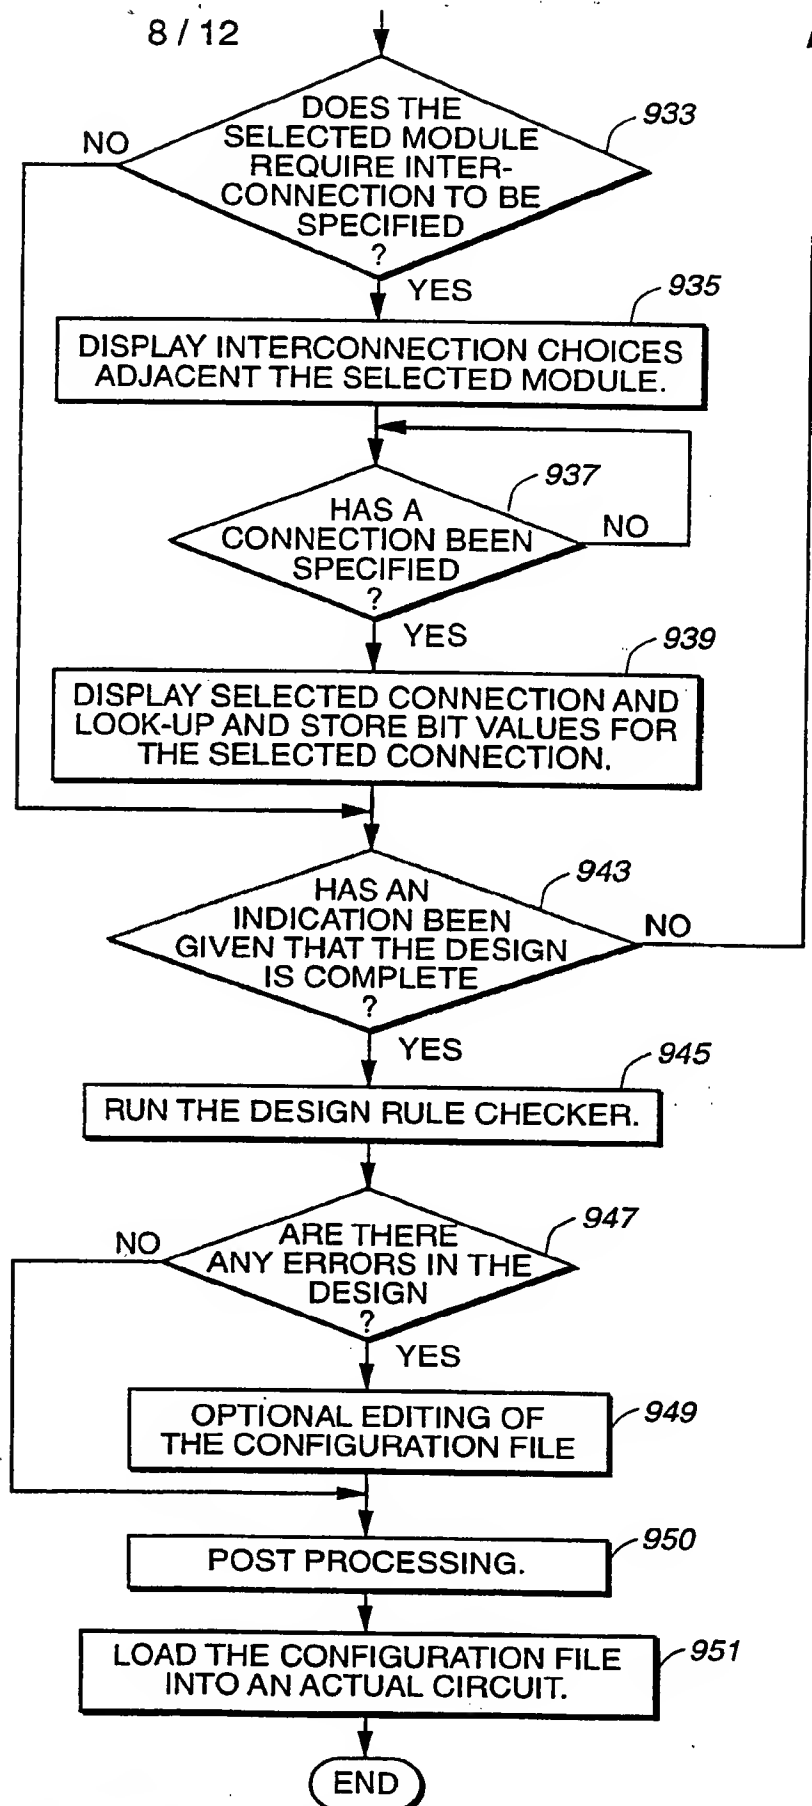 8 / 12
DOES THE
SELECTED MODULE
REQUIRE INTER-
CONNECTION TO BE
SPECIFIED
?
933
NO
YES
935
DISPLAY INTERCONNECTION CHOICES
ADJACENT THE SELECTED MODULE.
937
HAS A
CONNECTION BEEN
SPECIFIED
?
NO
YES
939
DISPLAY SELECTED CONNECTION AND
LOOK-UP AND STORE BIT VALUES FOR
THE SELECTED CONNECTION.
943
HAS AN
INDICATION BEEN
GIVEN THAT THE DESIGN
IS COMPLETE
?
NO
YES
945
RUN THE DESIGN RULE CHECKER.
947
NO
ARE THERE
ANY ERRORS IN THE
DESIGN
?
YES
949
OPTIONAL EDITING OF
THE CONFIGURATION FILE
950
POST PROCESSING.
951
LOAD THE CONFIGURATION FILE
INTO AN ACTUAL CIRCUIT.
END